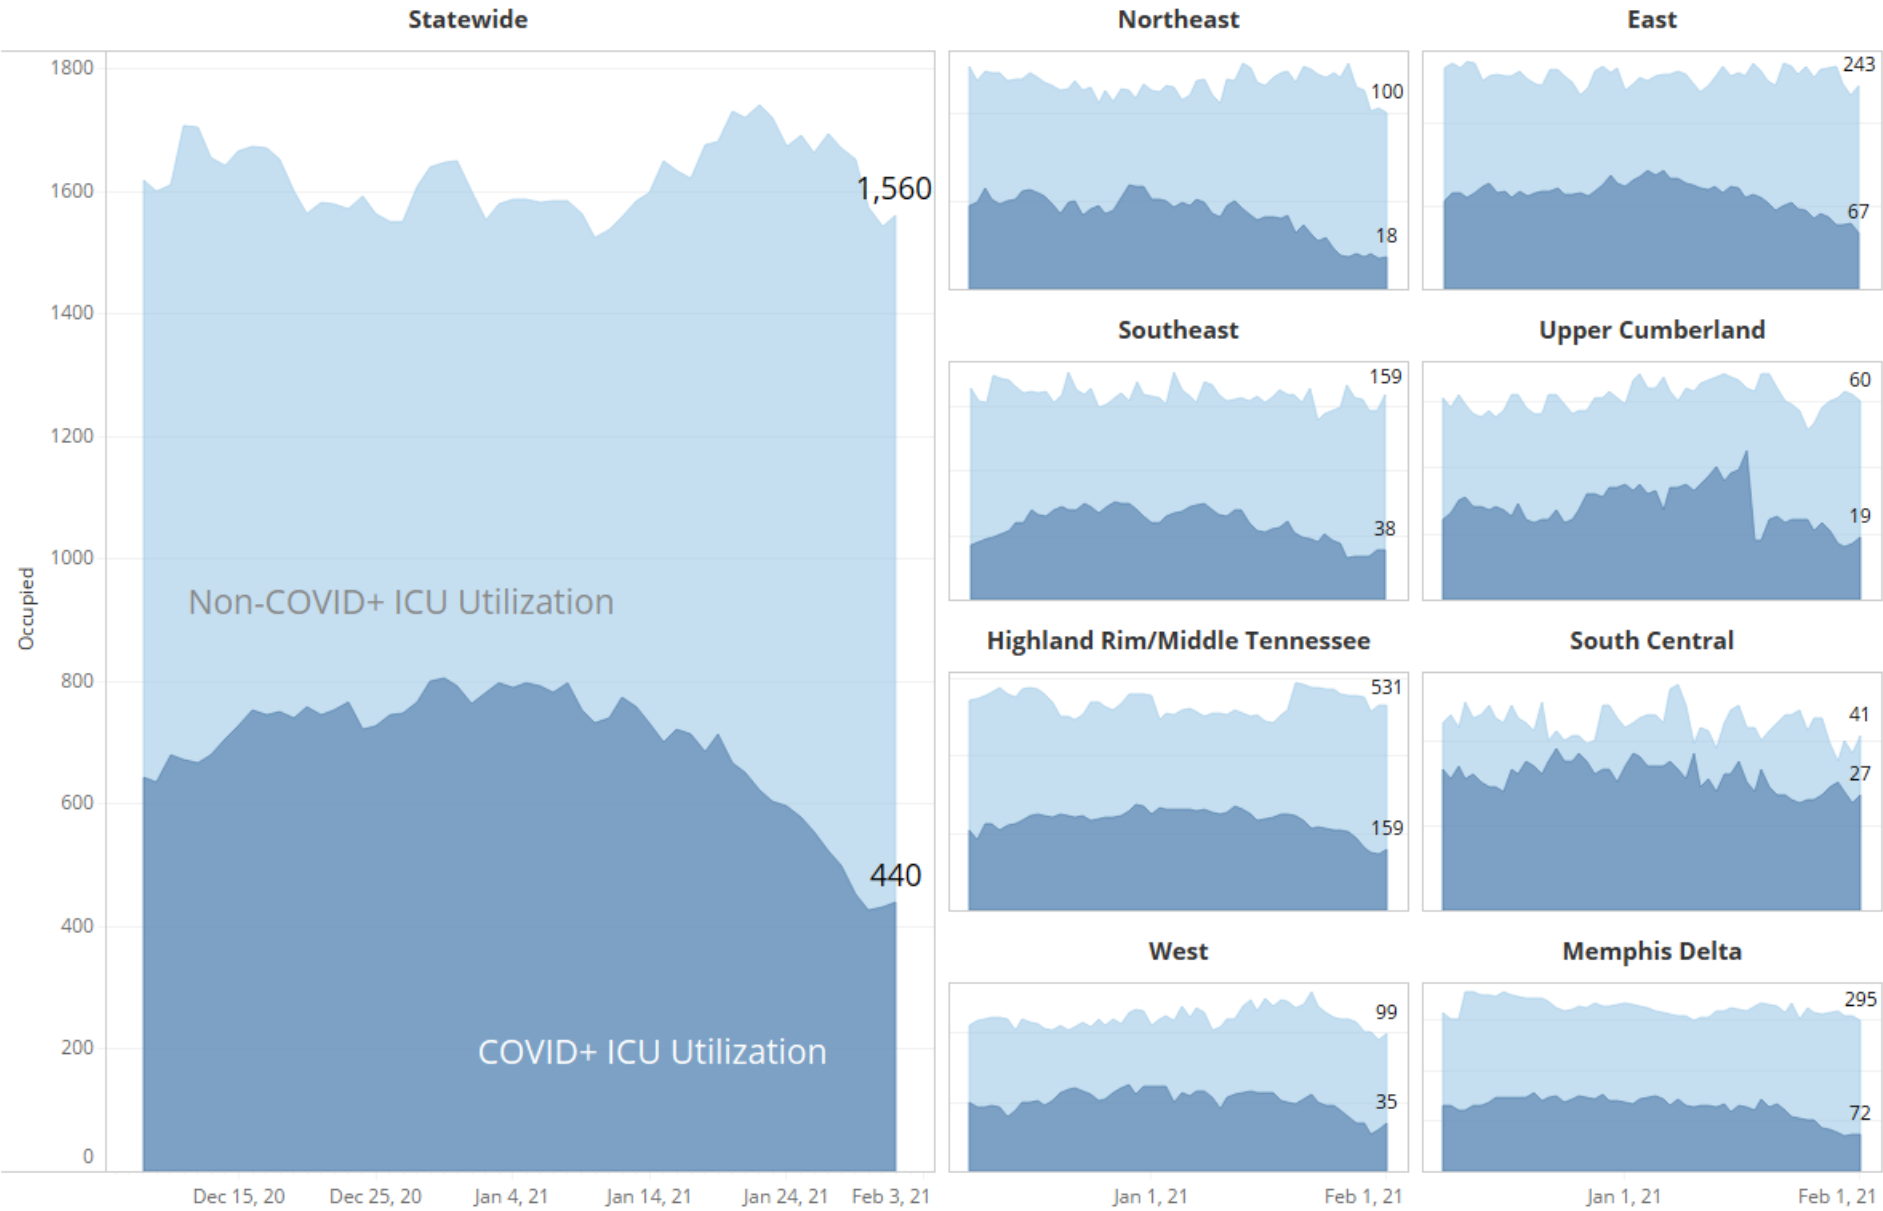 Statewide
1800
1600
1400
1200
1000
800
600
400
200
0
Occupied
1,560
Non-COVID+ ICU Utilization
440
COVID+ ICU Utilization
Dec 15, 20 Dec 25, 20 Jan 4, 21 Jan 14, 21 Jan 24, 21 Feb 3, 21
Northeast
100
18
East
243
67
Southeast
159
38
Upper Cumberland
60
19
Highland Rim/Middle Tennessee
531
159
South Central
41
27
West
99
35
Jan 1, 21 Feb 1, 21
Memphis Delta
295
72
Jan 1, 21 Feb 1, 21